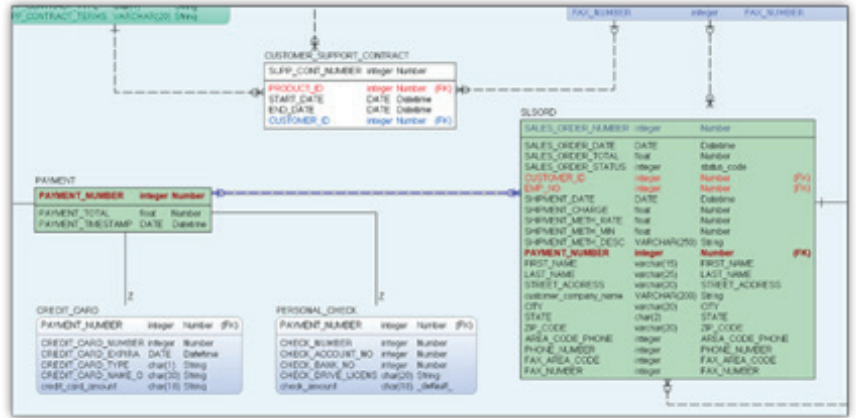 PP_CONTRACT_TERMS VARCHAR(20) String
FAX_NUMBER integer FAX_NUMBER
CUSTOMER_SUPPORT_CONTRACT
SUPP_CONT_NUMBER integer Number
PRODUCT_ID integer Number (FK)
START_DATE DATE Datetime
END_DATE DATE Datetime
CUSTOMER_ID integer Number (FK)
SLSORD
SALES_ORDER_NUMBER integer Number
SALES_ORDER_DATE DATE Datetime
SALES_ORDER_TOTAL float Number
SALES_ORDER_STATUS integer status_code
CUSTOMER_ID integer Number (FK)
EMP_NO integer Number (FK)
SHIPMENT_DATE DATE Datetime
SHIPMENT_CHARGE float Number
SHIPMENT_METH_RATE float Number
SHIPMENT_METH_MIN float Number
SHIPMENT_METH_DESC VARCHAR(250) String
PAYMENT_NUMBER integer Number (FK)
FIRST_NAME varchar(15) FIRST_NAME
LAST_NAME varchar(25) LAST_NAME
STREET_ADDRESS varchar(20) STREET_ADDRESS
customer_company_name VARCHAR(200) String
CITY varchar(20) CITY
STATE char(2) STATE
ZIP_CODE varchar(20) ZIP_CODE
AREA_CODE_PHONE integer AREA_CODE_PHONE
PHONE_NUMBER integer PHONE_NUMBER
FAX_AREA_CODE integer FAX_AREA_CODE
FAX_NUMBER integer FAX_NUMBER
PAYMENT
PAYMENT_NUMBER integer Number
PAYMENT_TOTAL float Number
PAYMENT_TIMESTAMP DATE Datetime
Z
Z
CREDIT_CARD
PAYMENT_NUMBER integer Number (FK)
CREDIT_CARD_NUMBER integer Number
CREDIT_CARD_EXPIRA DATE Datetime
CREDIT_CARD_TYPE char(1) String
CREDIT_CARD_NAME_O char(30) String
credit_card_amount char(18) String
PERSONAL_CHECK
PAYMENT_NUMBER integer Number (FK)
CHECK_NUMBER integer Number
CHECK_ACCOUNT_NO integer Number
CHECK_BANK_NO integer Number
CHECK_DRIVE_LICENS char(20) String
check_amount char(18) _default_